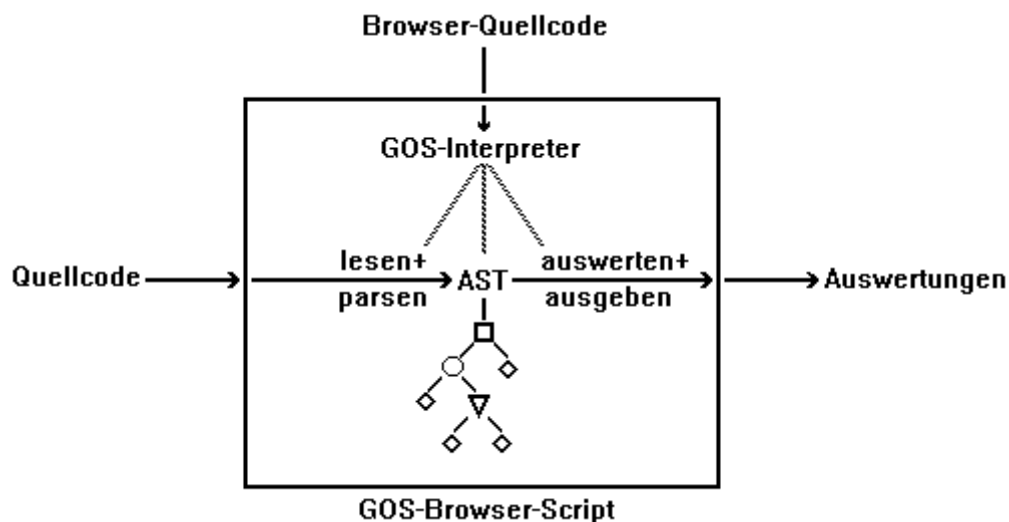 Browser-Quellcode
GOS-Interpreter
Quellcode
lesen+
parsen
AST
auswerten+
ausgeben
Auswertungen
GOS-Browser-Script